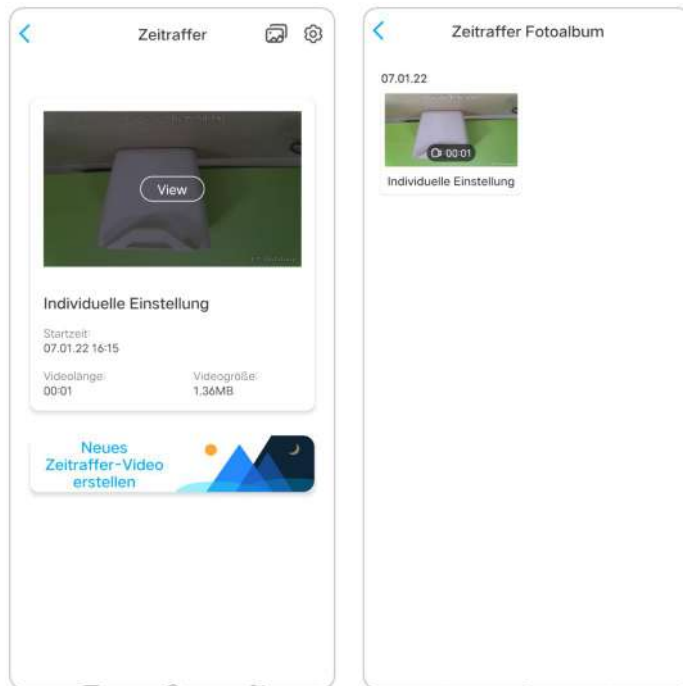 Zeitraffer
View
Individuelle Einstellung
Startzeit:
07.01.22 16:15
Videolänge:
00:01
Videogröße:
1.36MB
Neues
Zeitraffer-Video
erstellen
Zeitraffer Fotoalbum
07.01.22
00:01
Individuelle Einstellung